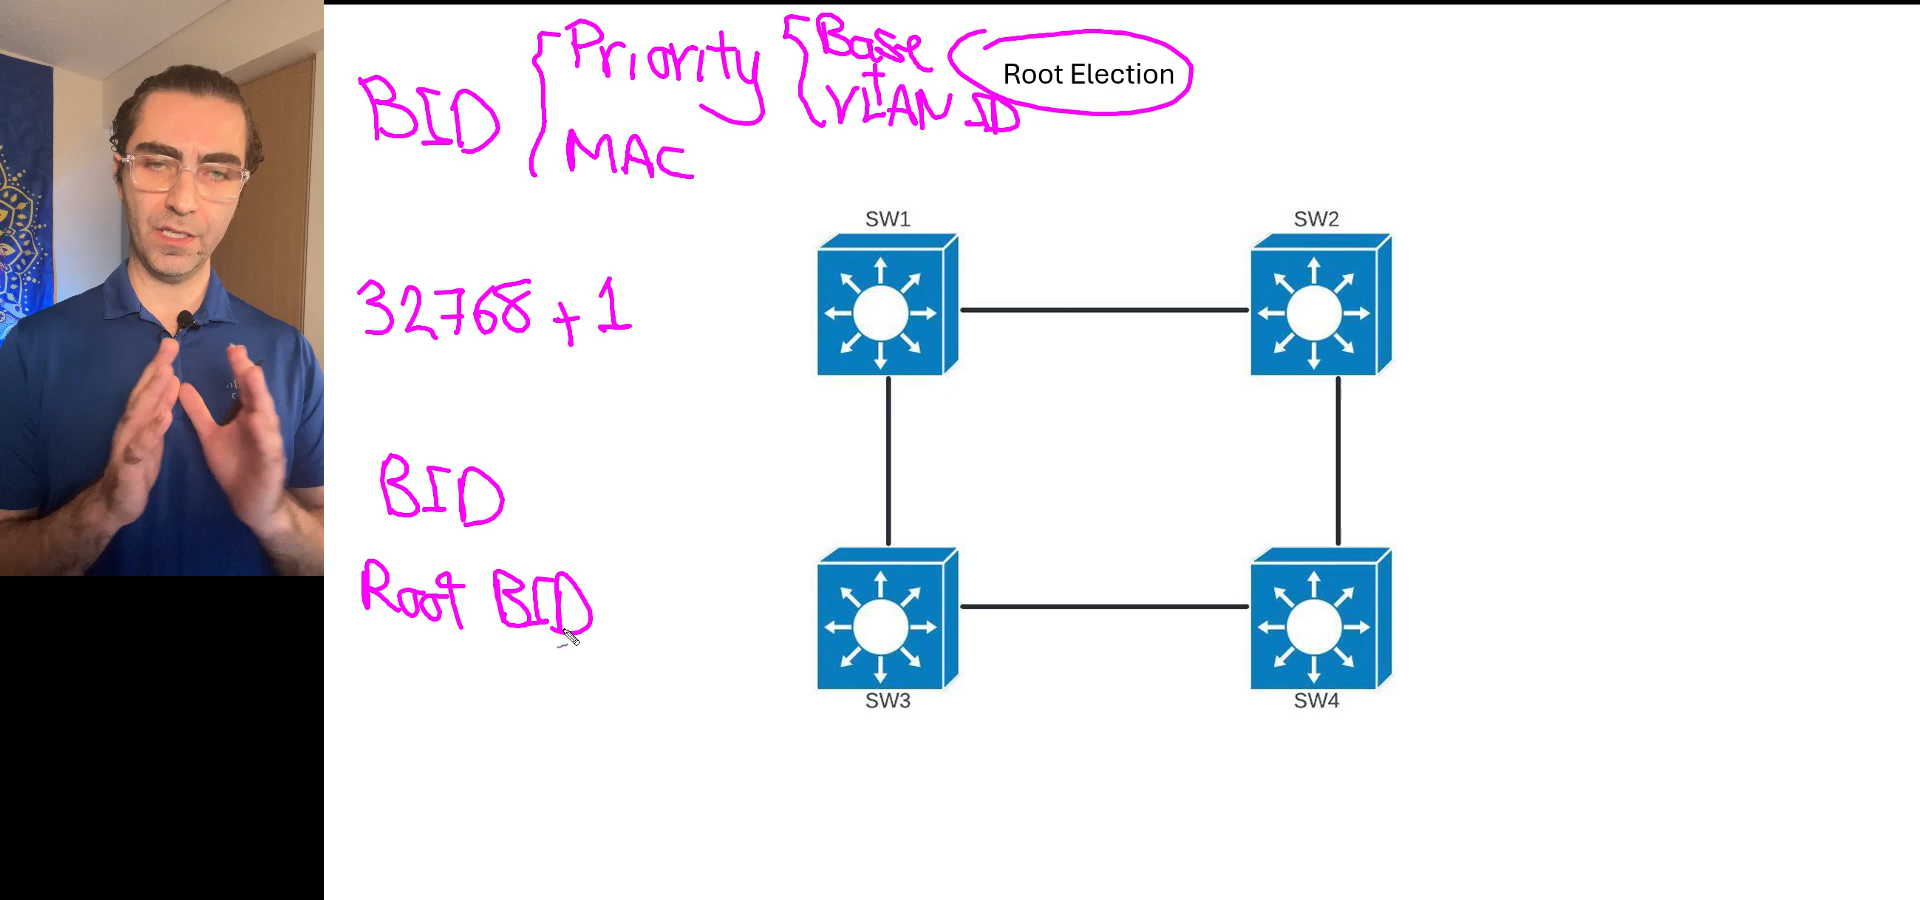 BID
Priority
MAC
Base
+
VLAN ID
Root Election
SW1
SW2
32768 + 1
BID
Root BID
SW3
SW4